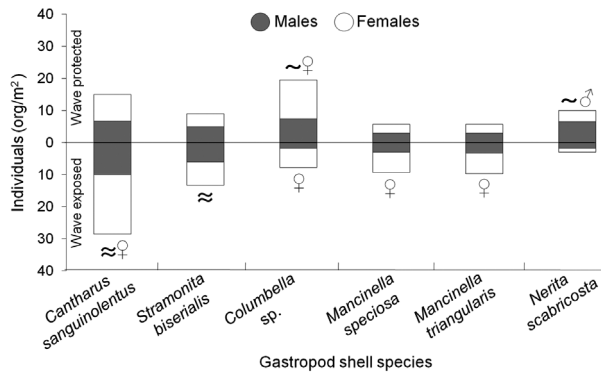 Males Females
40
30
20
10
0
10
20
30
40
Individuals (org/m²)
Wave protected
Wave exposed
~♀
~♂
≈♀
≈
♀
♀
♀
Cantharus
sanguinolentus
Stramonita
biserialis
Columbella
sp.
Mancinella
speciosa
Mancinella
triangularis
Nerita
scabricosta
Gastropod shell species